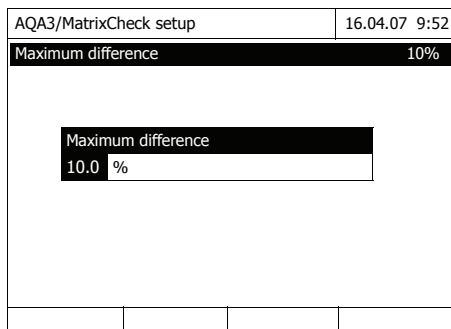 AQA3/MatrixCheck setup 16.04.07 9:52
Maximum difference 10%
Maximum difference
10.0 %